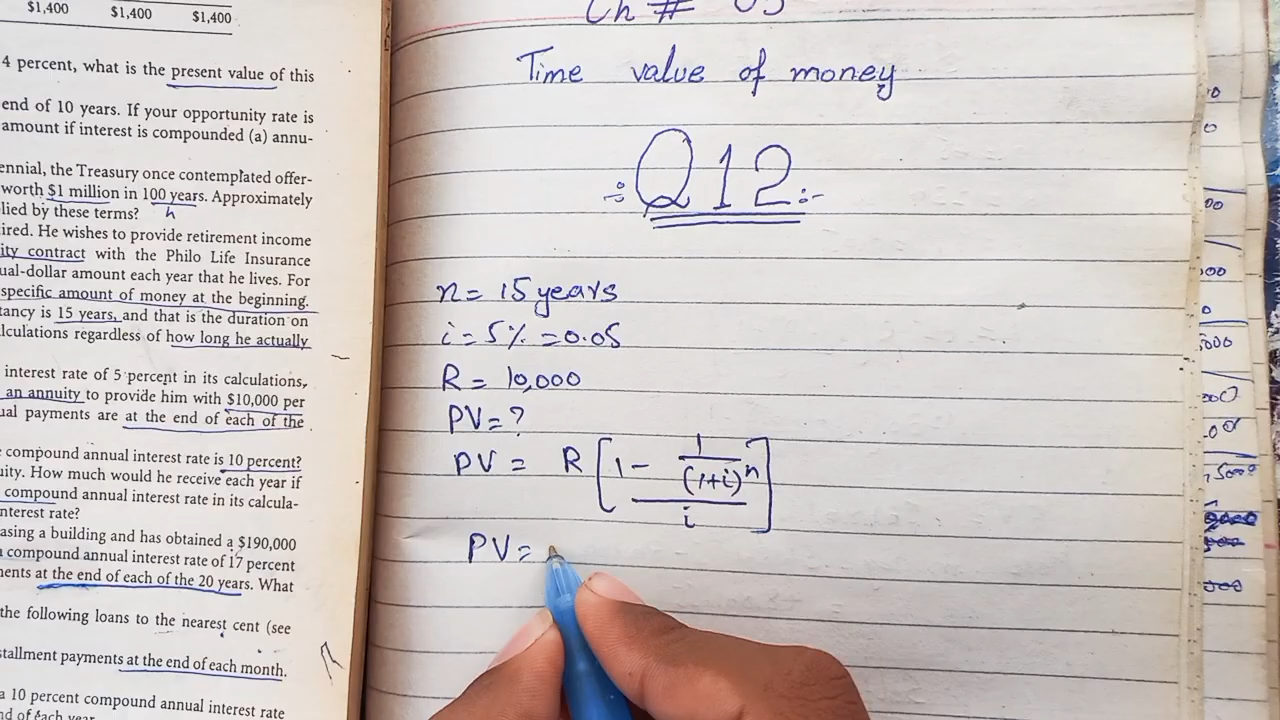 $1,400 $1,400 $1,400
4 percent, what is the present value of this
end of 10 years. If your opportunity rate is
amount if interest is compounded (a) annu-
ennial, the Treasury once contemplated offer-
worth $1 million in 100 years. Approximately
lied by these terms? n
ired. He wishes to provide retirement income
ity contract with the Philo Life Insurance
ual-dollar amount each year that he lives. For
specific amount of money at the beginning.
tancy is 15 years, and that is the duration on
lculations regardless of how long he actually
interest rate of 5 percent in its calculations,
an annuity to provide him with $10,000 per
ual payments are at the end of each of the
compound annual interest rate is 10 percent?
uity. How much would he receive each year if
compound annual interest rate in its calcula-
nterest rate?
asing a building and has obtained a $190,000
compound annual interest rate of 17 percent
ments at the end of each of the 20 years. What
the following loans to the nearest cent (see
stallment payments at the end of each month.
a 10 percent compound annual interest rate
nd of each year
Ch # 03
Time value of money
÷Q12:-
n = 15 years
i = 5% = 0.05
R = 10,000
PV = ?
PV = R [1 - 1/(1+i)^n / i]
PV =